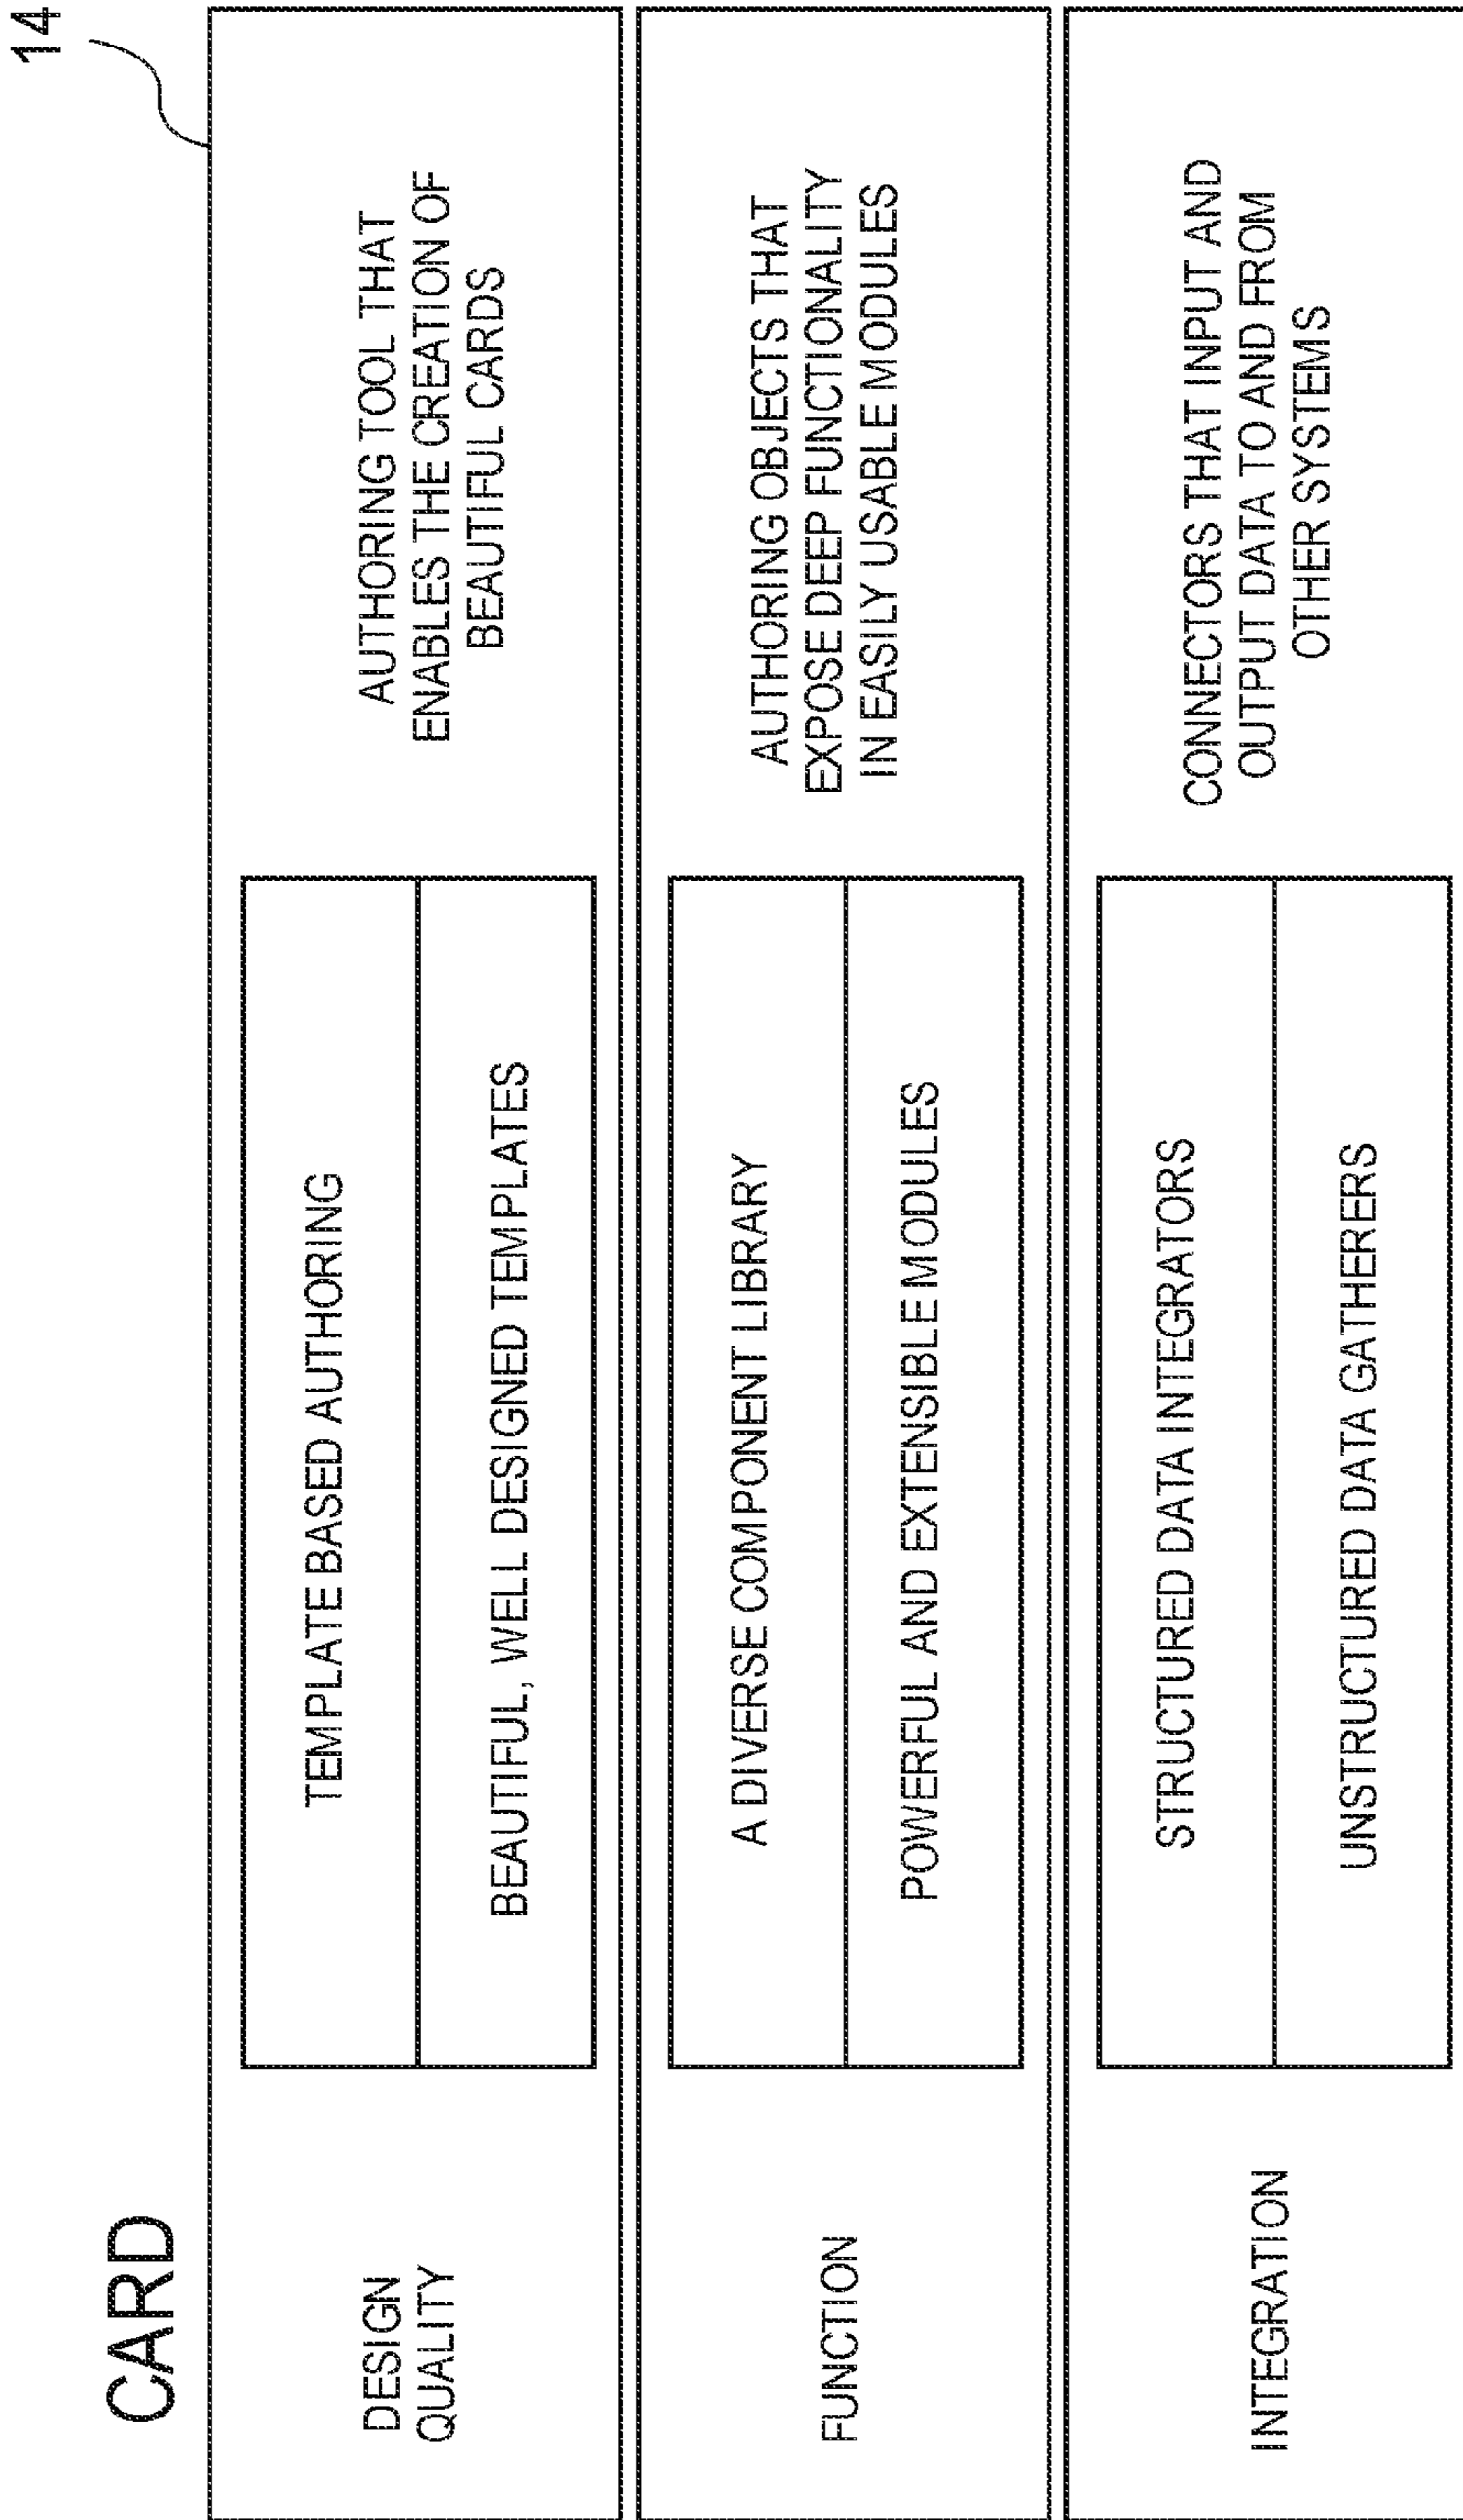 CARD
14
DESIGN
QUALITY
TEMPLATE BASED AUTHORING
BEAUTIFUL, WELL DESIGNED TEMPLATES
AUTHORING TOOL THAT
ENABLES THE CREATION OF
BEAUTIFUL CARDS
FUNCTION
A DIVERSE COMPONENT LIBRARY
POWERFUL AND EXTENSIBLE MODULES
AUTHORING OBJECTS THAT
EXPOSE DEEP FUNCTIONALITY
IN EASILY USABLE MODULES
INTEGRATION
STRUCTURED DATA INTEGRATORS
UNSTRUCTURED DATA GATHERERS
CONNECTORS THAT INPUT AND
OUTPUT DATA TO AND FROM
OTHER SYSTEMS